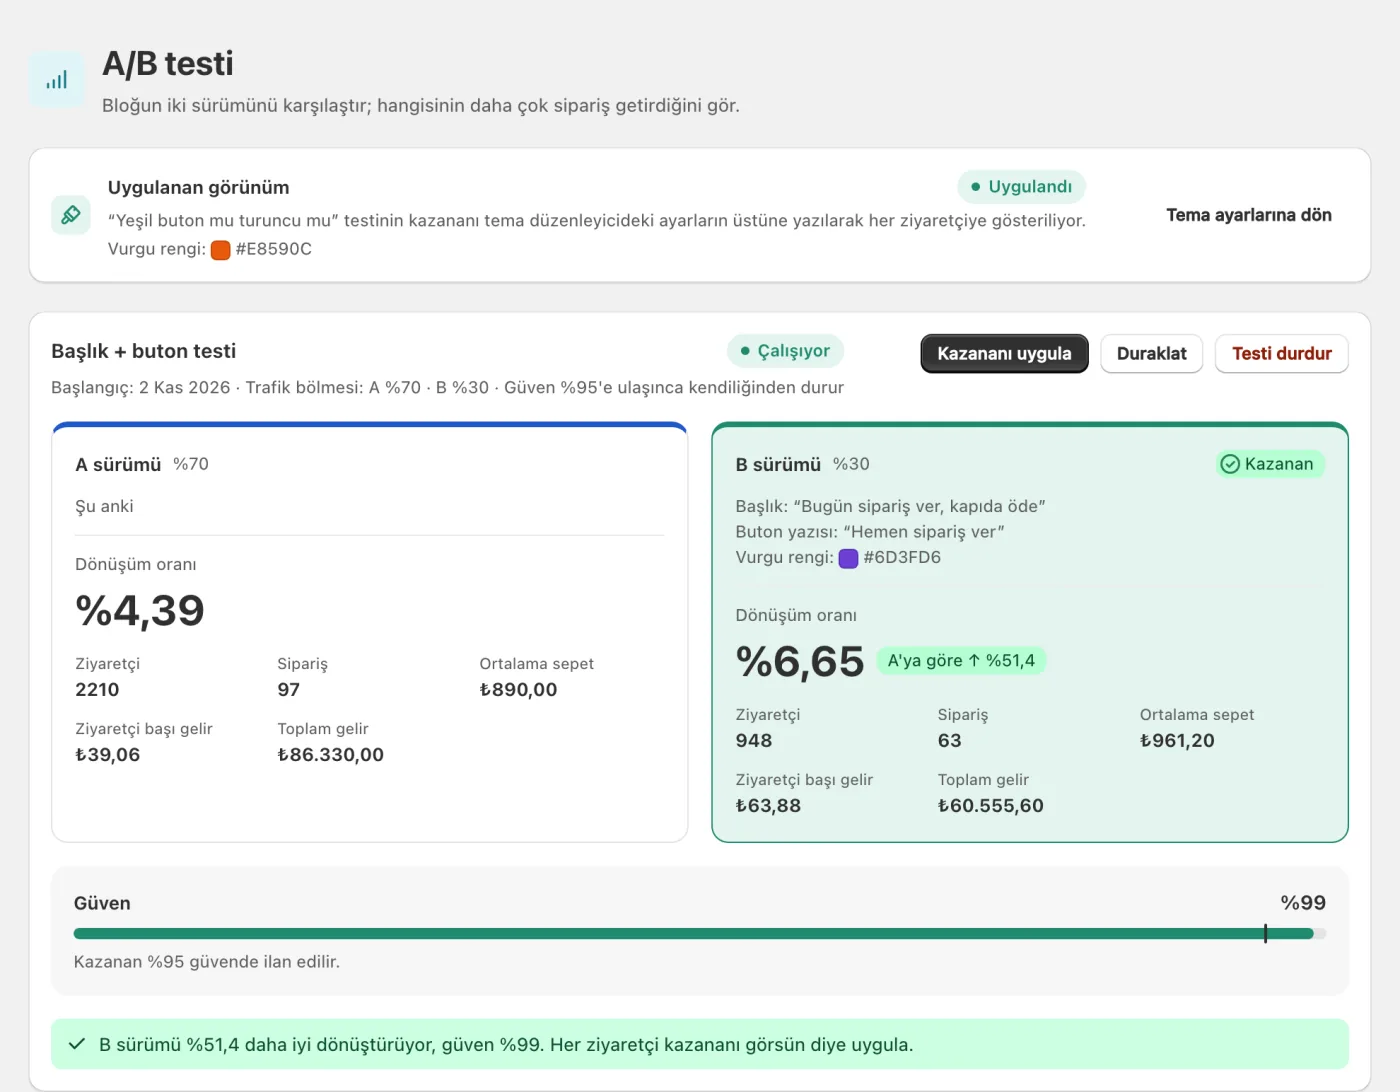 A/B testi
Bloğun iki sürümünü karşılaştır; hangisinin daha çok sipariş getirdiğini gör.
Uygulanan görünüm
Uygulandı
“Yeşil buton mu turuncu mu” testinin kazananı tema düzenleyicideki ayarların üstüne yazılarak her ziyaretçiye gösteriliyor.
Vurgu rengi: #E8590C
Tema ayarlarına dön
Başlık + buton testi
Çalışıyor
Kazananı uygula
Duraklat
Testi durdur
Başlangıç: 2 Kas 2026 · Trafik bölmesi: A %70 · B %30 · Güven %95'e ulaşınca kendiliğinden durur
A sürümü %70
Şu anki
Dönüşüm oranı
%4,39
Ziyaretçi Sipariş Ortalama sepet
2210 97 ₺890,00
Ziyaretçi başı gelir Toplam gelir
₺39,06 ₺86.330,00
B sürümü %30
Kazanan
Başlık: “Bugün sipariş ver, kapıda öde”
Buton yazısı: “Hemen sipariş ver”
Vurgu rengi: #6D3FD6
Dönüşüm oranı
%6,65 A'ya göre ↑ %51,4
Ziyaretçi Sipariş Ortalama sepet
948 63 ₺961,20
Ziyaretçi başı gelir Toplam gelir
₺63,88 ₺60.555,60
Güven %99
Kazanan %95 güvende ilan edilir.
B sürümü %51,4 daha iyi dönüştürüyor, güven %99. Her ziyaretçi kazananı görsün diye uygula.